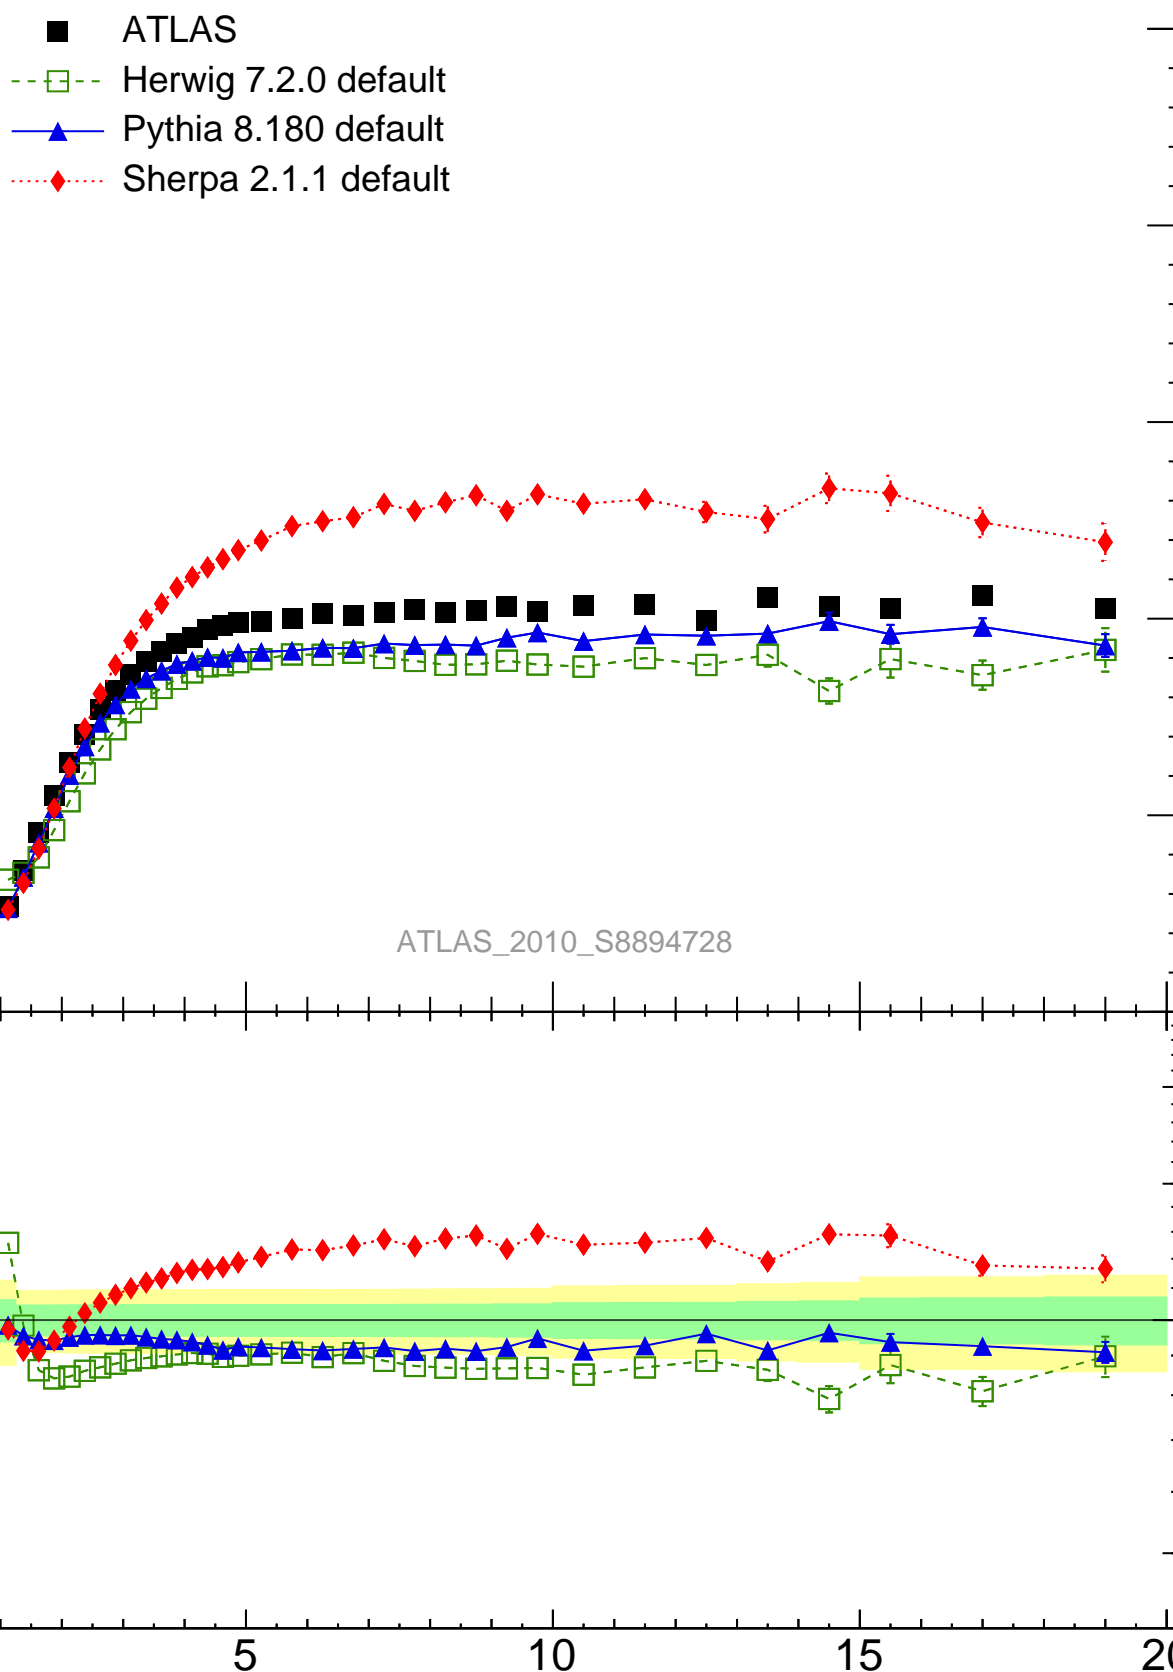 ATLAS
Herwig 7.2.0 default
Pythia 8.180 default
Sherpa 2.1.1 default
ATLAS_2010_S8894728
5 10 15